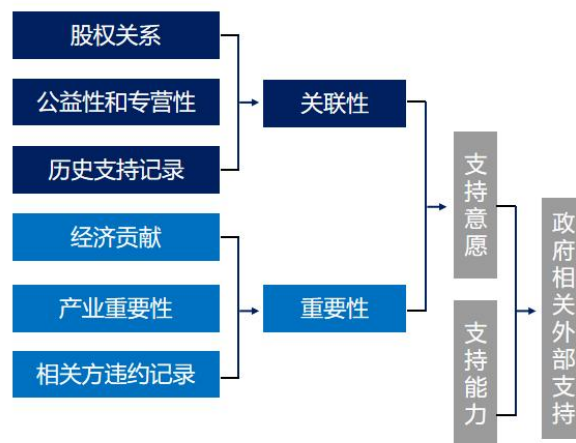 股权关系
公益性和专营性
历史支持记录
关联性
经济贡献
产业重要性
相关方违约记录
重要性
支持意愿
支持能力
政府相关外部支持